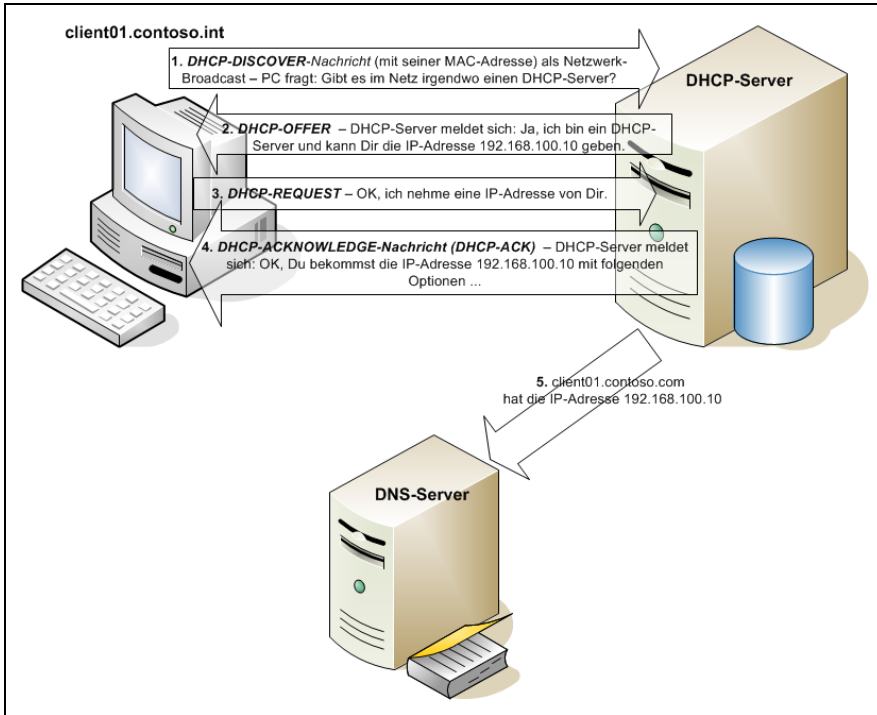 client01.contoso.int
1. DHCP-DISCOVER-Nachricht (mit seiner MAC-Adresse) als Netzwerk-
Broadcast – PC fragt: Gibt es im Netz irgendwo einen DHCP-Server?
DHCP-Server
2. DHCP-OFFER – DHCP-Server meldet sich: Ja, ich bin ein DHCP-
Server und kann Dir die IP-Adresse 192.168.100.10 geben.
3. DHCP-REQUEST – OK, ich nehme eine IP-Adresse von Dir.
4. DHCP-ACKNOWLEDGE-Nachricht (DHCP-ACK) – DHCP-Server meldet
sich: OK, Du bekommst die IP-Adresse 192.168.100.10 mit folgenden
Optionen ...
5. client01.contoso.com
hat die IP-Adresse 192.168.100.10
DNS-Server